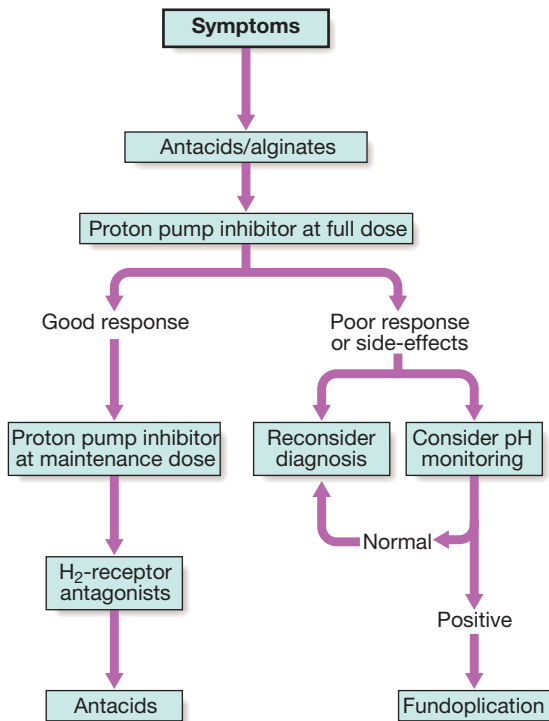 Symptoms
Antacids/alginates
Proton pump inhibitor at full dose
Good response
Poor response
or side-effects
Proton pump inhibitor
at maintenance dose
Reconsider
diagnosis
Consider pH
monitoring
Normal
H₂-receptor
antagonists
Positive
Antacids
Fundoplication